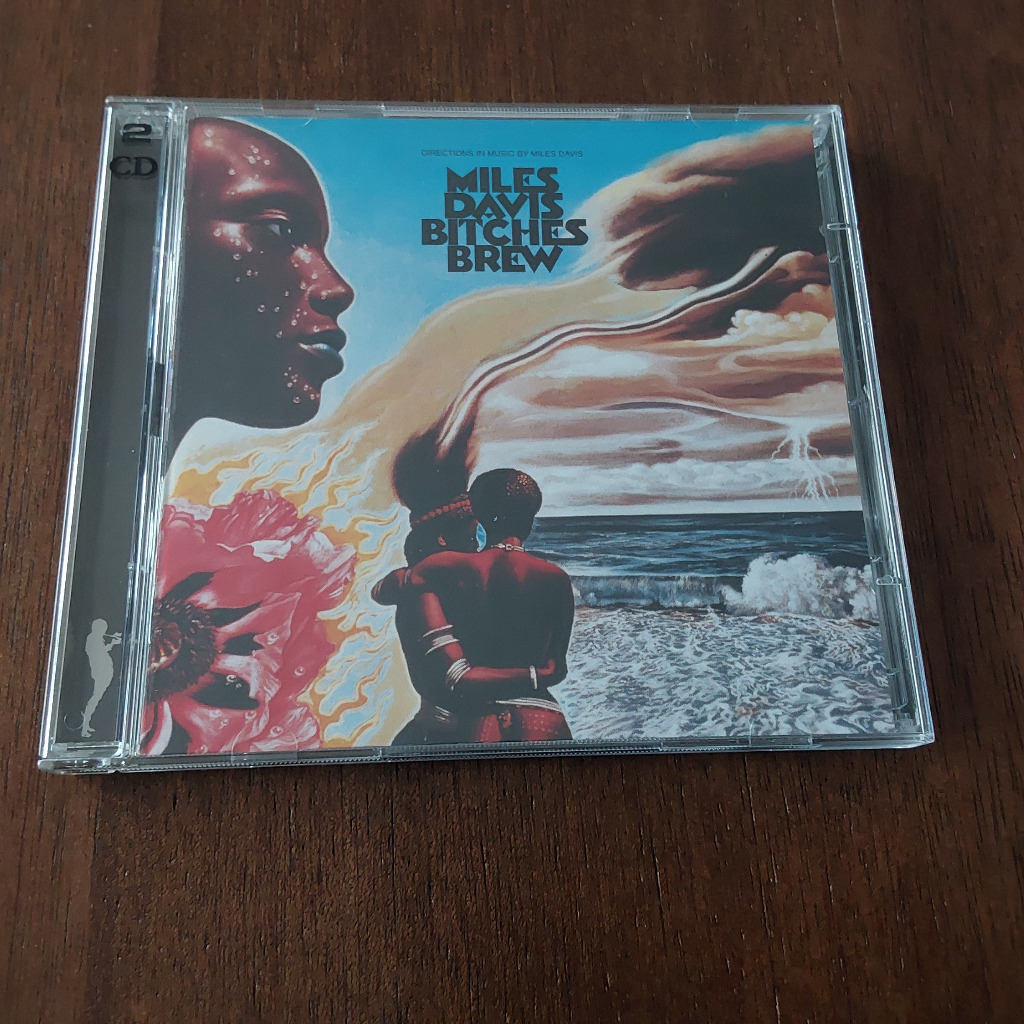 2
CD
DIRECTIONS IN MUSIC BY MILES DAVIS
MILES
DAVIS
BITCHES
BREW